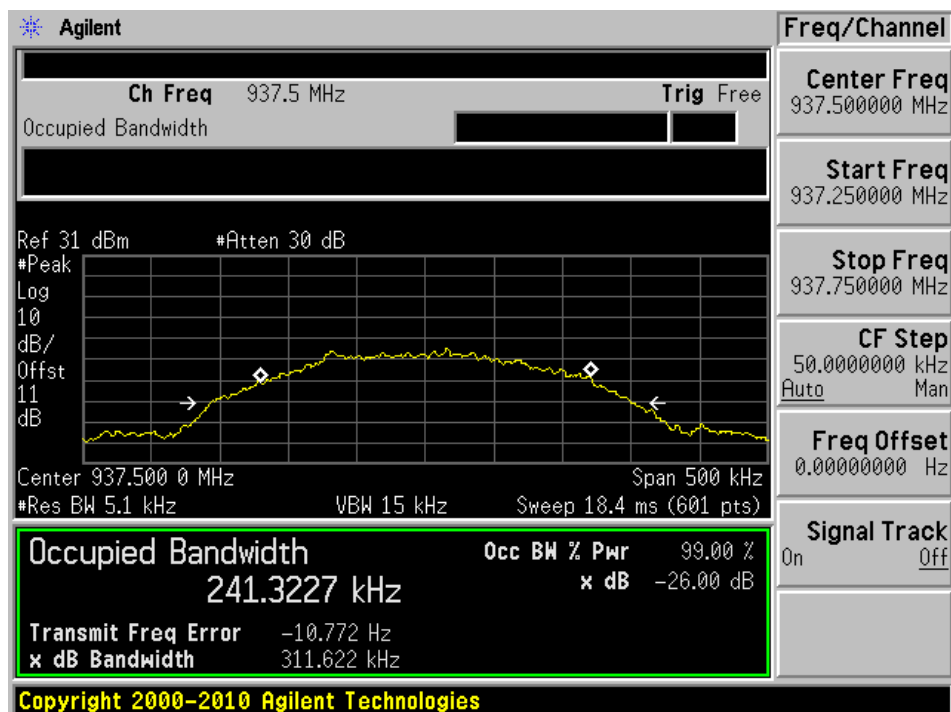 Agilent
Ch Freq 937.5 MHz Trig Free
Occupied Bandwidth
Ref 31 dBm #Atten 30 dB
#Peak
Log
10
dB/
Offst
11
dB
Center 937.500 0 MHz Span 500 kHz
#Res BW 5.1 kHz VBW 15 kHz Sweep 18.4 ms (601 pts)
Occupied Bandwidth Occ BW % Pwr 99.00 %
241.3227 kHz x dB -26.00 dB
Transmit Freq Error -10.772 Hz
x dB Bandwidth 311.622 kHz
Copyright 2000-2010 Agilent Technologies
Freq/Channel
Center Freq
937.500000 MHz
Start Freq
937.250000 MHz
Stop Freq
937.750000 MHz
CF Step
50.0000000 kHz
Auto Man
Freq Offset
0.00000000 Hz
Signal Track
On Off